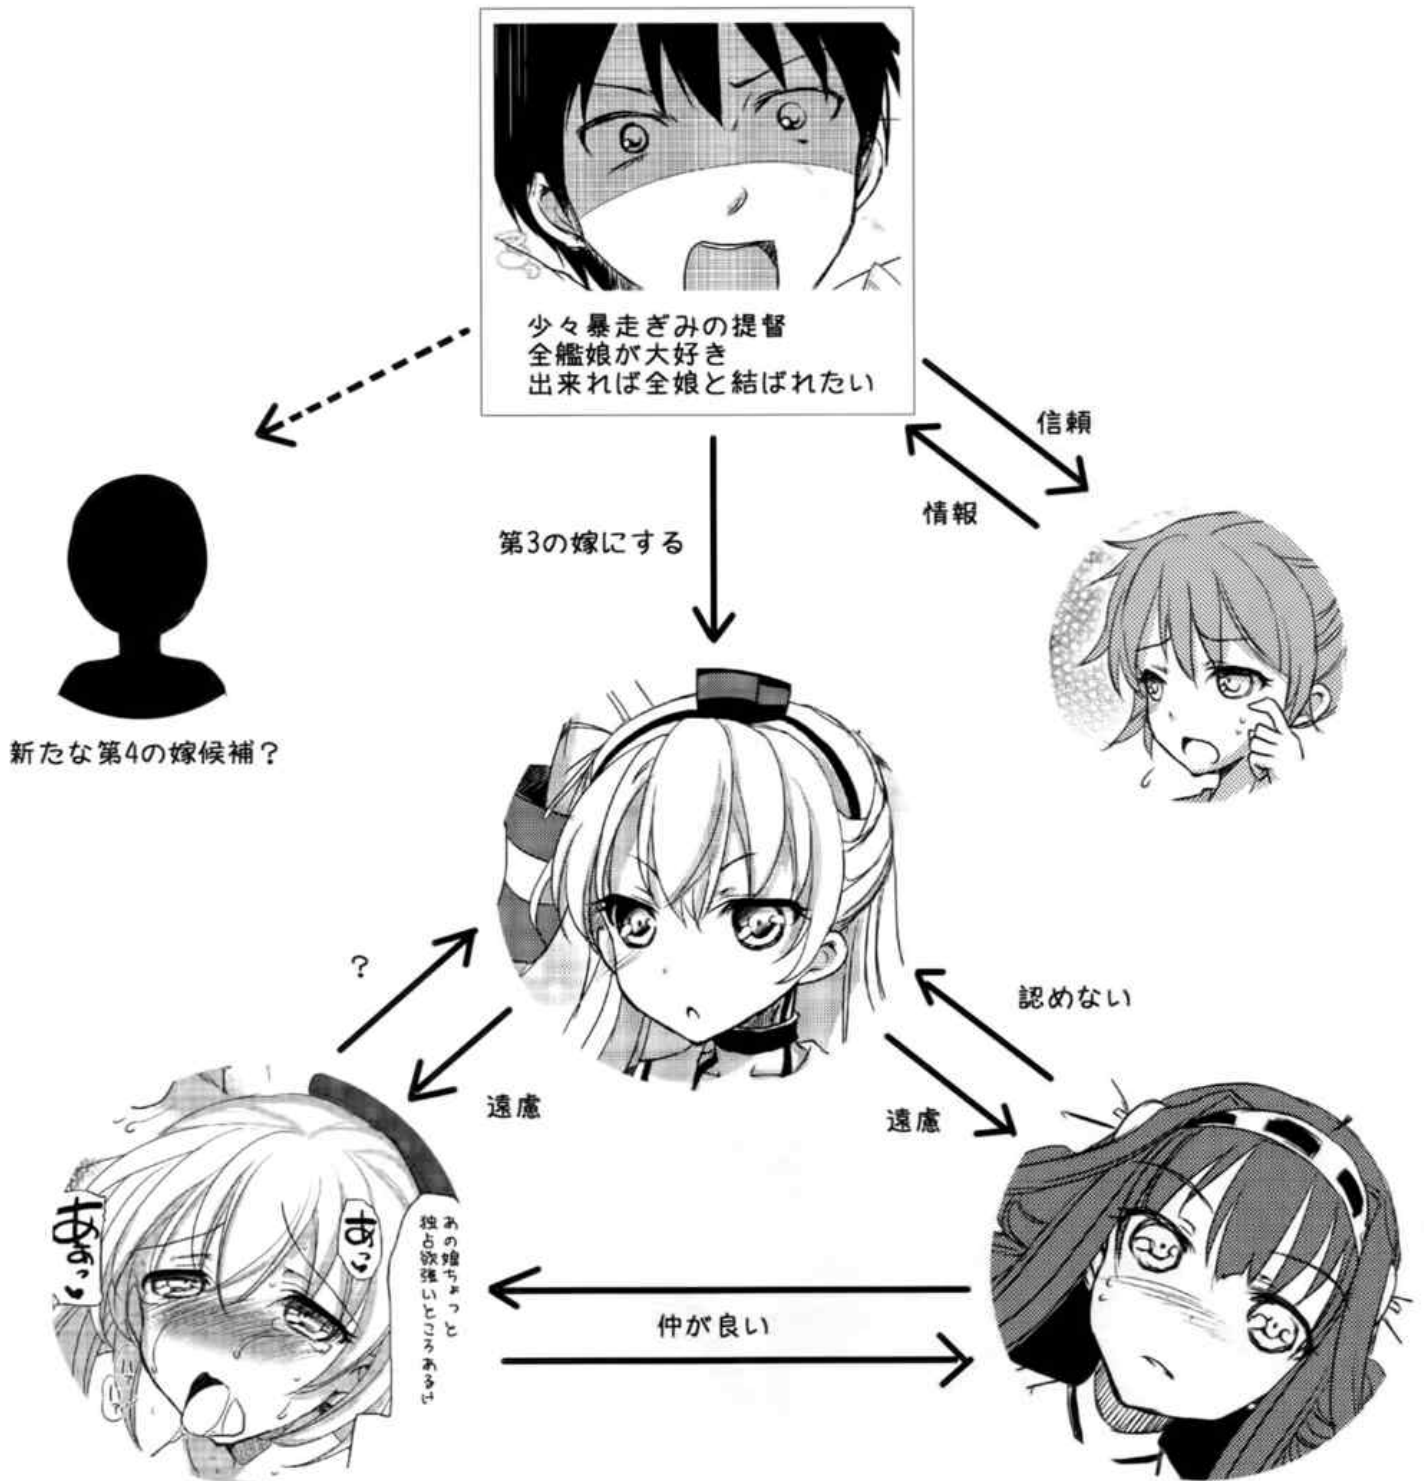 少々暴走ぎみの提督
全艦娘が大好き
出来れば全娘と結ばれたい
信頼
情報
第3の嫁にする
新たな第4の嫁候補？
？
認めない
遠慮
遠慮
あの娘ちょっと
独占欲強いところあるけ
あっ♥
あぁっ♥
仲が良い